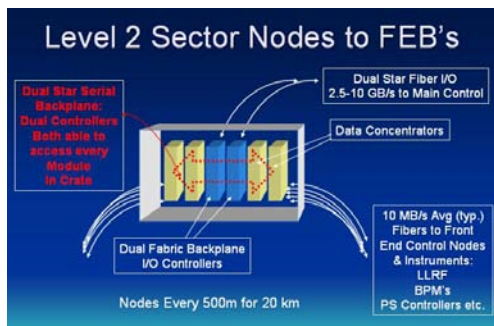 Level 2 Sector Nodes to FEB's
Dual Star Serial
Backplane:
Dual Controllers
Both able to
access every
Module
In Crate
Dual Star Fiber I/O
2.5-10 GB/s to Main Control
Data Concentrators
Dual Fabric Backplane
I/O Controllers
10 MB/s Avg (typ.)
Fibers to Front
End Control Nodes
& Instruments:
LLRF
BPM's
PS Controllers etc.
Nodes Every 500m for 20 km